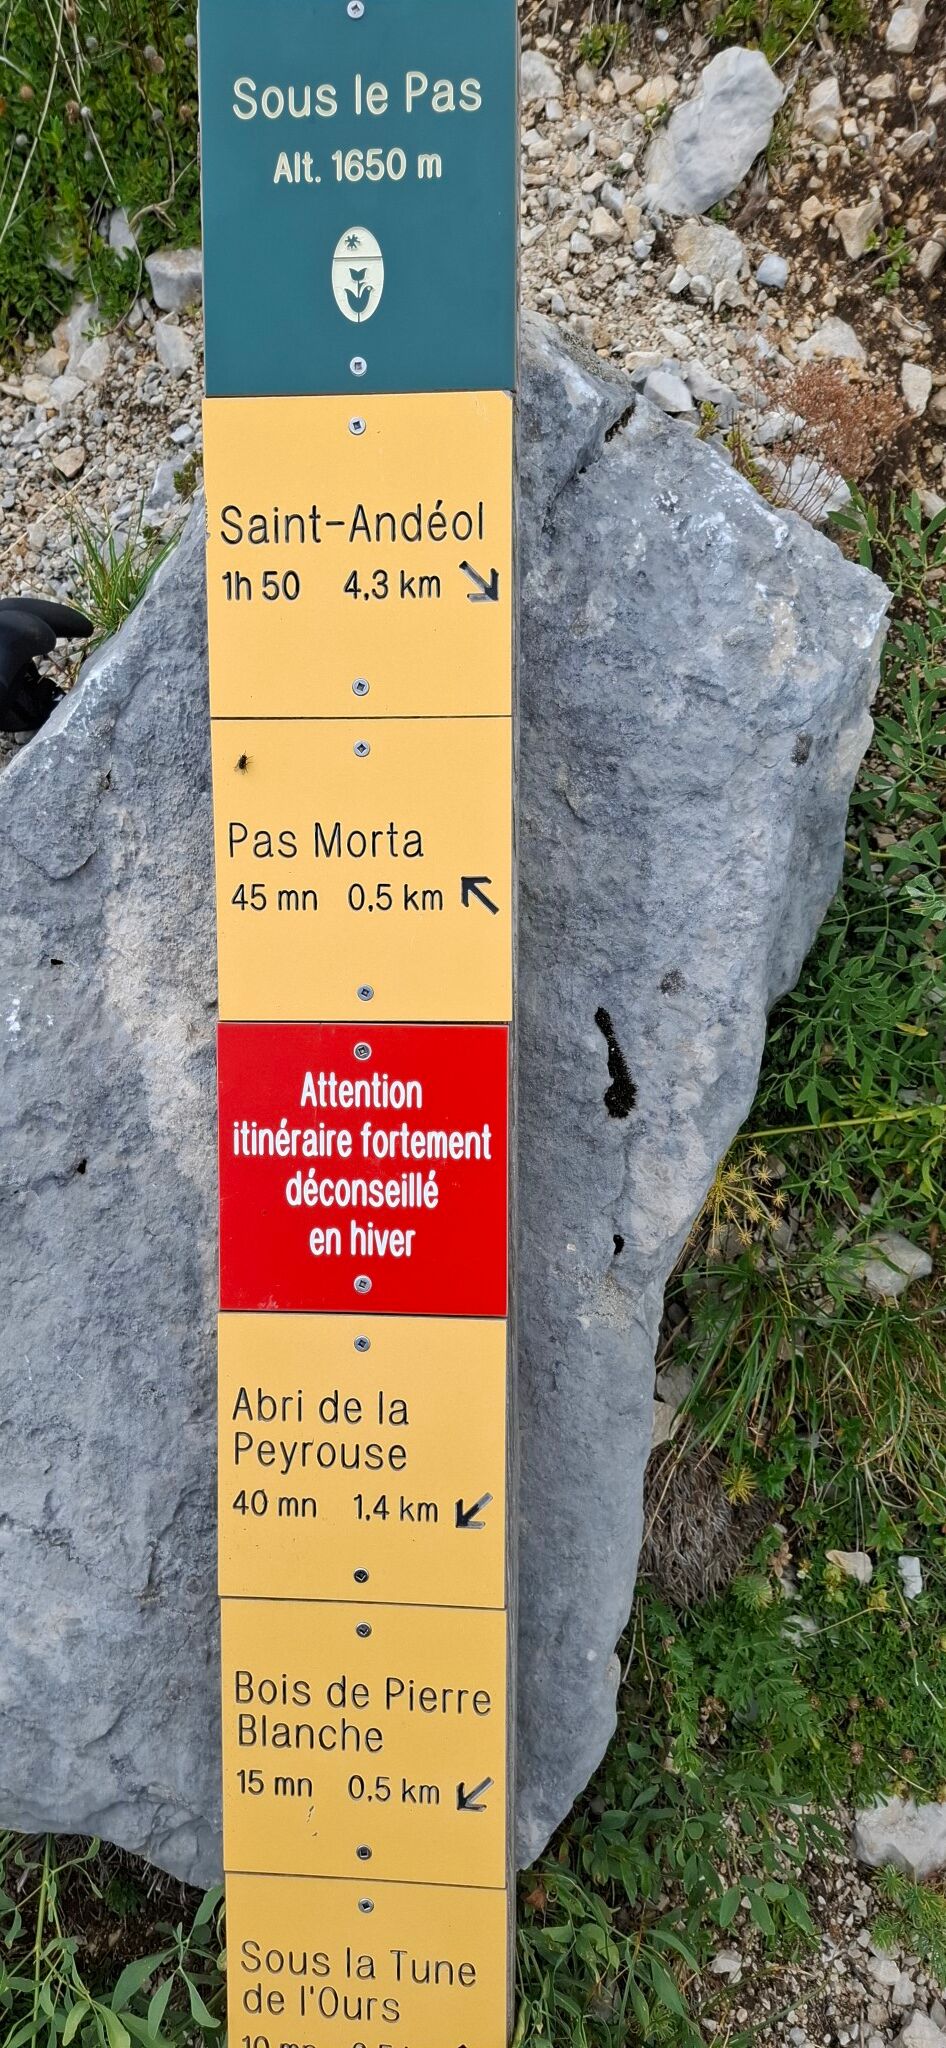 Sous le Pas
Alt. 1650 m
Saint-Andéol
1h 50 4,3 km
Pas Morta
45 mn 0,5 km
Attention
itinéraire fortement
déconseillé
en hiver
Abri de la
Peyrouse
40 mn 1,4 km
Bois de Pierre
Blanche
15 mn 0,5 km
Sous la Tune
de l'Ours
10 mn